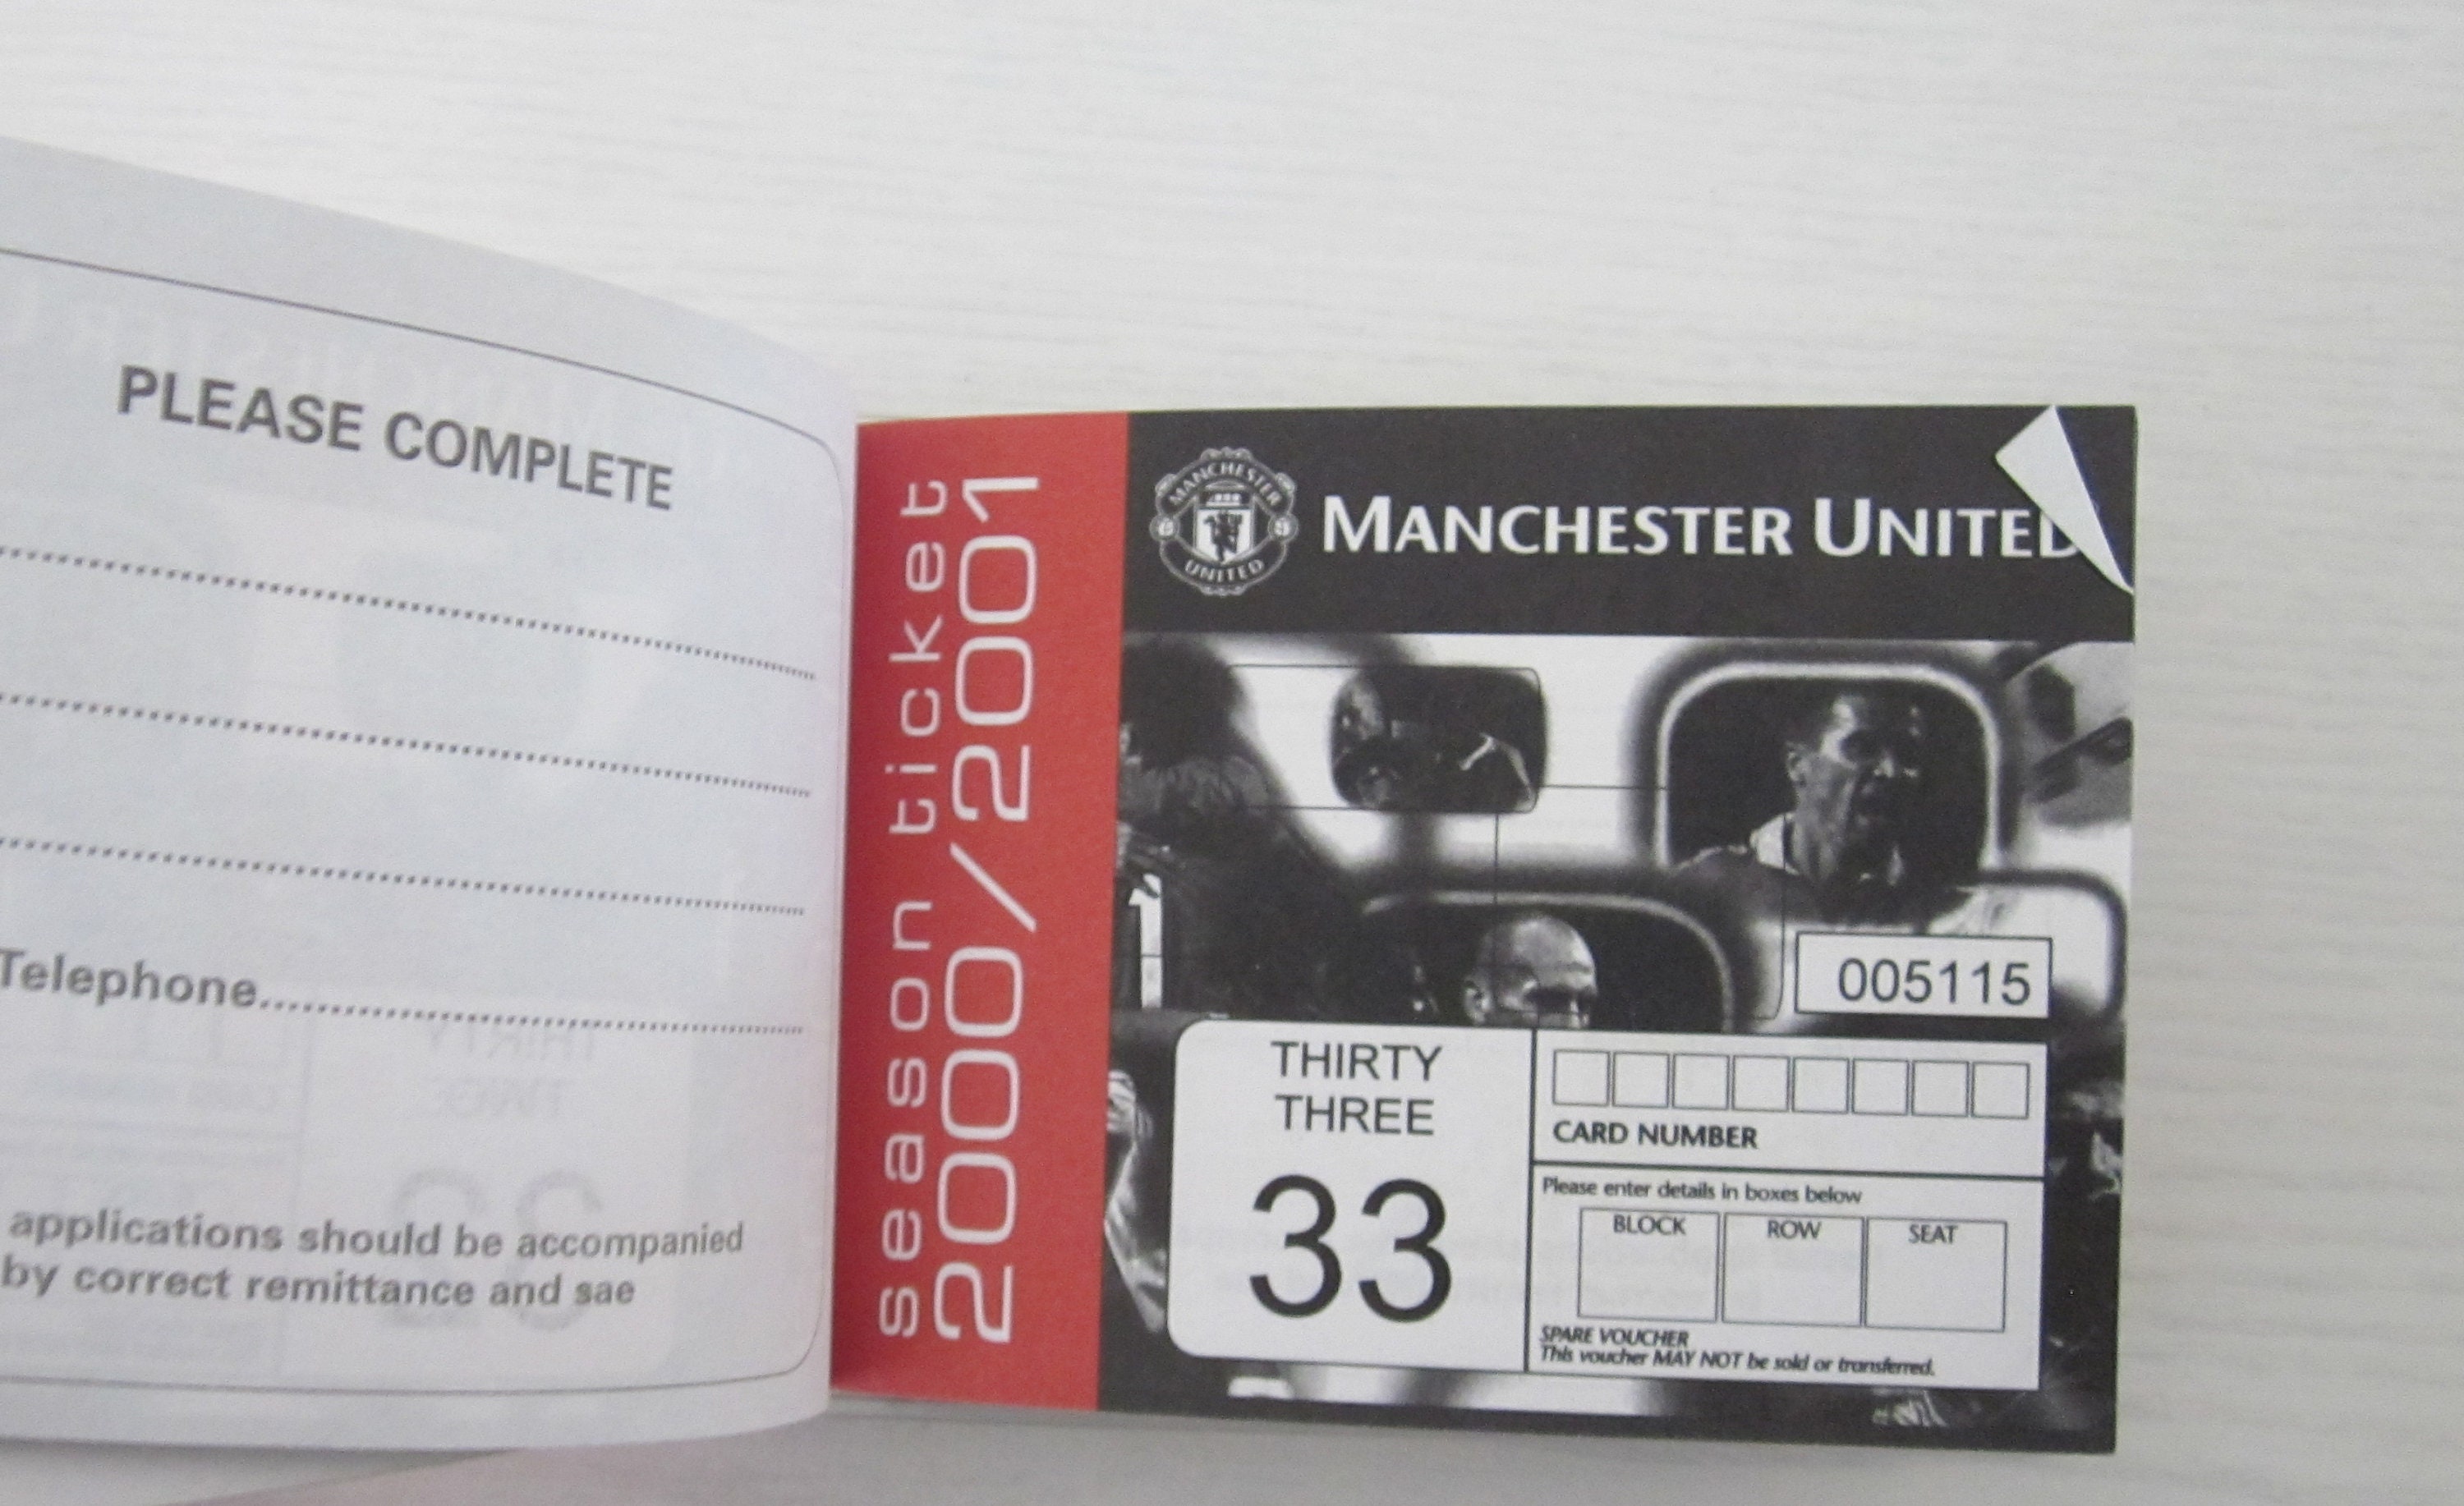 PLEASE COMPLETE
Telephone
applications should be accompanied
by correct remittance and sae
season ticket
2000/2001
MANCHESTER
UNITED
MANCHESTER UNITED
1
005115
THIRTY
THREE
33
CARD NUMBER
Please enter details in boxes below
BLOCK ROW SEAT
SPARE VOUCHER
This voucher MAY NOT be sold or transferred.